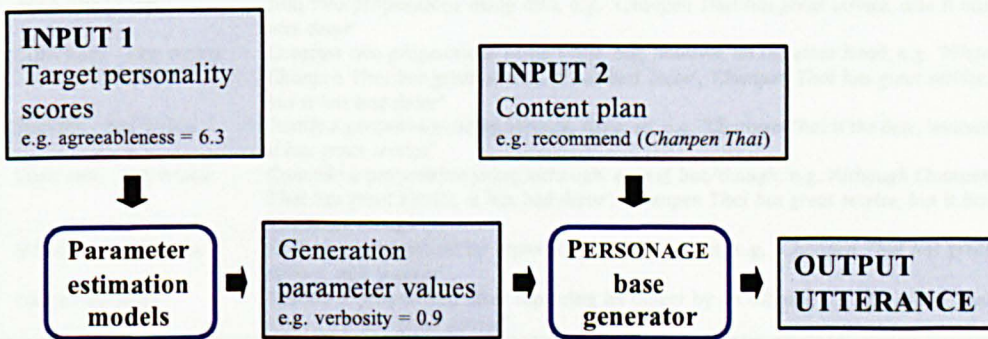 INPUT 1
Target personality
scores
e.g. agreeableness = 6.3
INPUT 2
Content plan
e.g. recommend (Chanpen Thai)
Parameter
estimation
models
Generation
parameter values
e.g. verbosity = 0.9
PERSONAGE
base
generator
OUTPUT
UTTERANCE